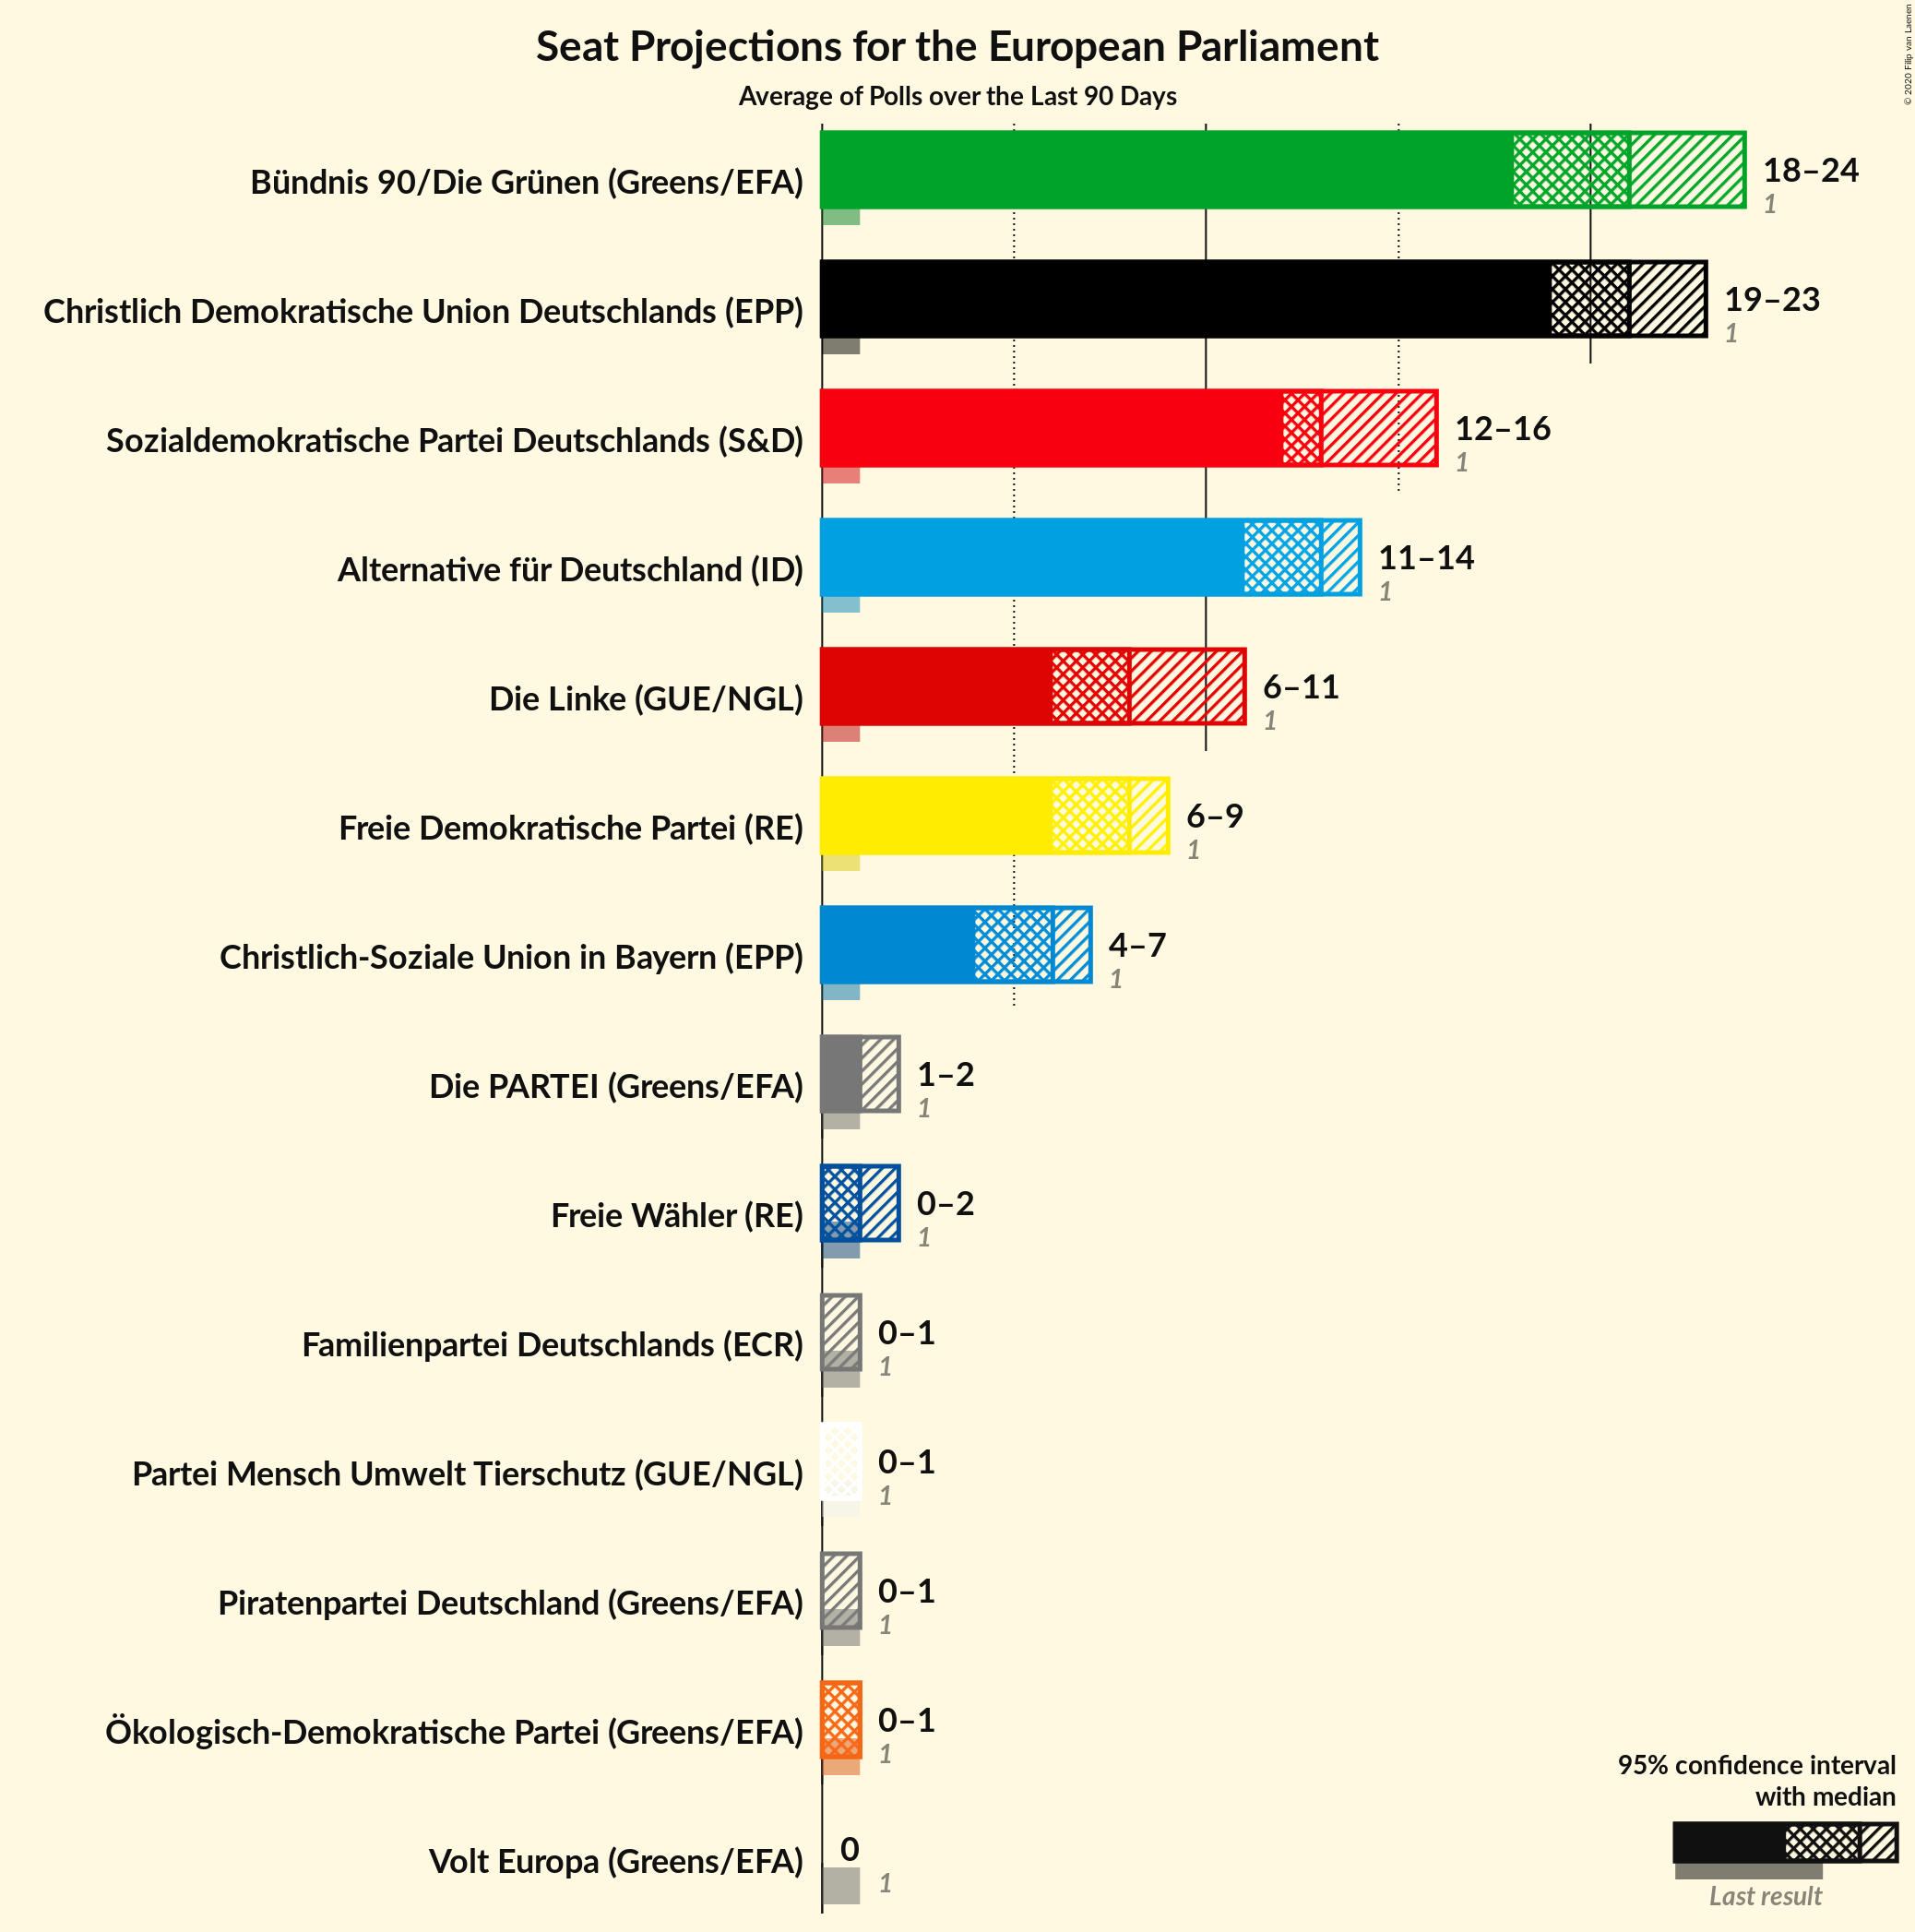 Seat Projections for the European Parliament
Average of Polls over the Last 90 Days
© 2020 Filip van Laenen
Bündnis 90/Die Grünen (Greens/EFA)
18–24
1
Christlich Demokratische Union Deutschlands (EPP)
19–23
1
Sozialdemokratische Partei Deutschlands (S&D)
12–16
1
Alternative für Deutschland (ID)
11–14
1
Die Linke (GUE/NGL)
6–11
1
Freie Demokratische Partei (RE)
6–9
1
Christlich-Soziale Union in Bayern (EPP)
4–7
1
Die PARTEI (Greens/EFA)
1–2
1
Freie Wähler (RE)
0–2
1
Familienpartei Deutschlands (ECR)
0–1
1
Partei Mensch Umwelt Tierschutz (GUE/NGL)
0–1
1
Piratenpartei Deutschland (Greens/EFA)
0–1
1
Ökologisch-Demokratische Partei (Greens/EFA)
0–1
1
Volt Europa (Greens/EFA)
0
1
95% confidence interval
with median
Last result